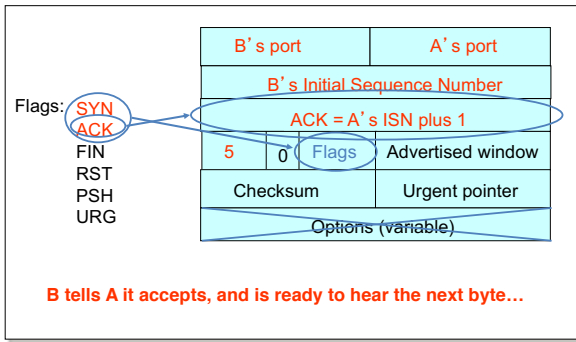 B's port A's port
B's Initial Sequence Number
Flags: SYN
ACK = A's ISN plus 1
ACK
FIN
5 0 Flags Advertised window
RST
PSH
Checksum Urgent pointer
URG
Options (variable)
B tells A it accepts, and is ready to hear the next byte…